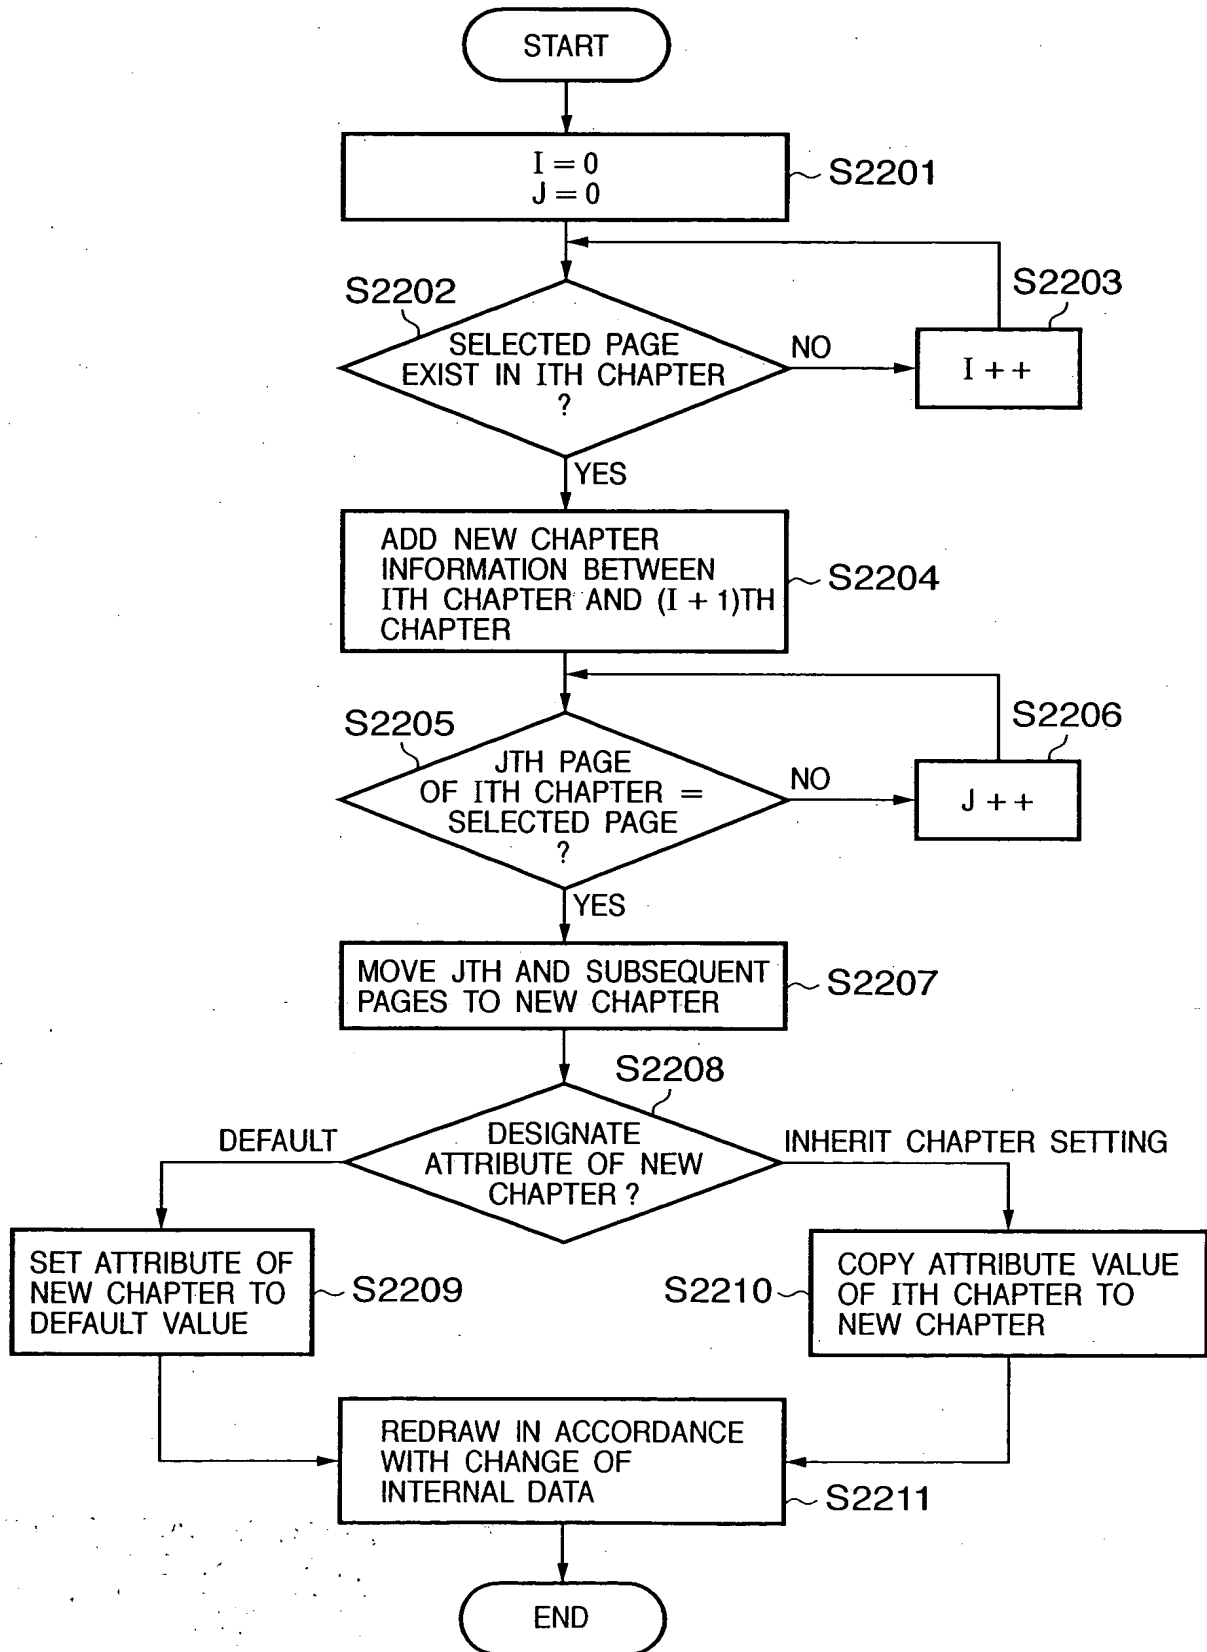 START
I = 0
J = 0
S2201
S2202
SELECTED PAGE
EXIST IN ITH CHAPTER
?
NO
S2203
I + +
YES
ADD NEW CHAPTER
INFORMATION BETWEEN
ITH CHAPTER AND (I + 1)TH
CHAPTER
S2204
S2205
JTH PAGE
OF ITH CHAPTER =
SELECTED PAGE
?
NO
S2206
J + +
YES
MOVE JTH AND SUBSEQUENT
PAGES TO NEW CHAPTER
S2207
S2208
DESIGNATE
ATTRIBUTE OF NEW
CHAPTER ?
DEFAULT
INHERIT CHAPTER SETTING
SET ATTRIBUTE OF
NEW CHAPTER TO
DEFAULT VALUE
S2209
S2210
COPY ATTRIBUTE VALUE
OF ITH CHAPTER TO
NEW CHAPTER
REDRAW IN ACCORDANCE
WITH CHANGE OF
INTERNAL DATA
S2211
END